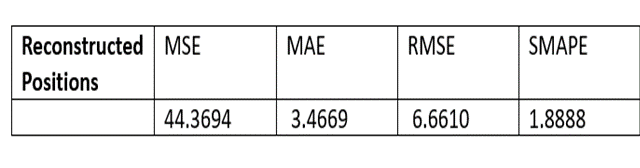 Reconstructed Positions MSE MAE RMSE SMAPE
44.3694 3.4669 6.6610 1.8888